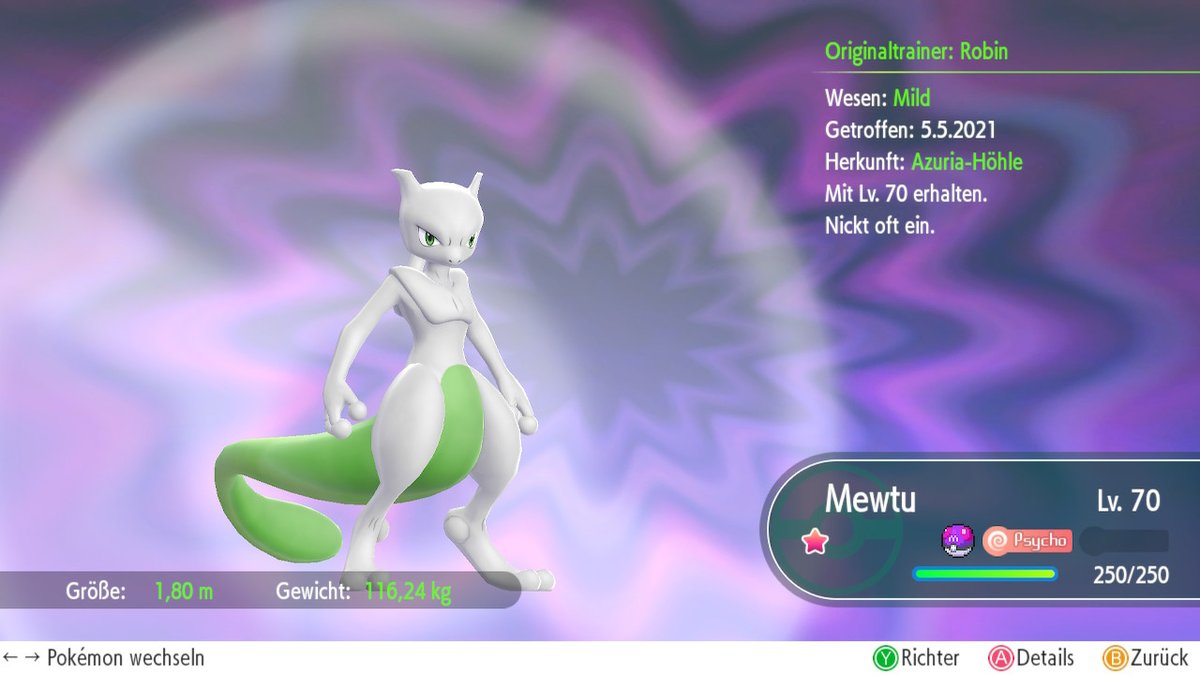 Originaltrainer: Robin
Wesen: Mild
Getroffen: 5.5.2021
Herkunft: Azuria-Höhle
Mit Lv. 70 erhalten.
Nickt oft ein.
Mewtu Lv. 70
Psycho
250/250
Größe: 1,80 m Gewicht: 116,24 kg
← → Pokémon wechseln Y Richter A Details B Zurück